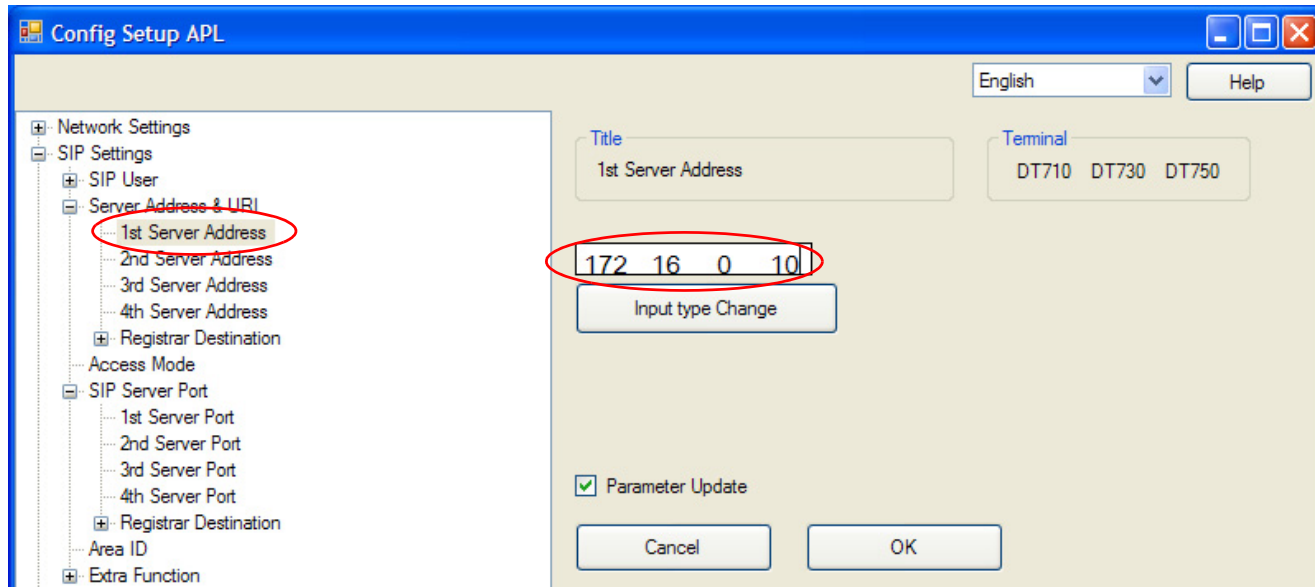 Config Setup APL
English
Help
Network Settings
SIP Settings
SIP User
Server Address & URI
1st Server Address
2nd Server Address
3rd Server Address
4th Server Address
Registrar Destination
Access Mode
SIP Server Port
1st Server Port
2nd Server Port
3rd Server Port
4th Server Port
Registrar Destination
Area ID
Extra Function
Title
1st Server Address
Terminal
DT710 DT730 DT750
172 16 0 10
Input type Change
Parameter Update
Cancel
OK